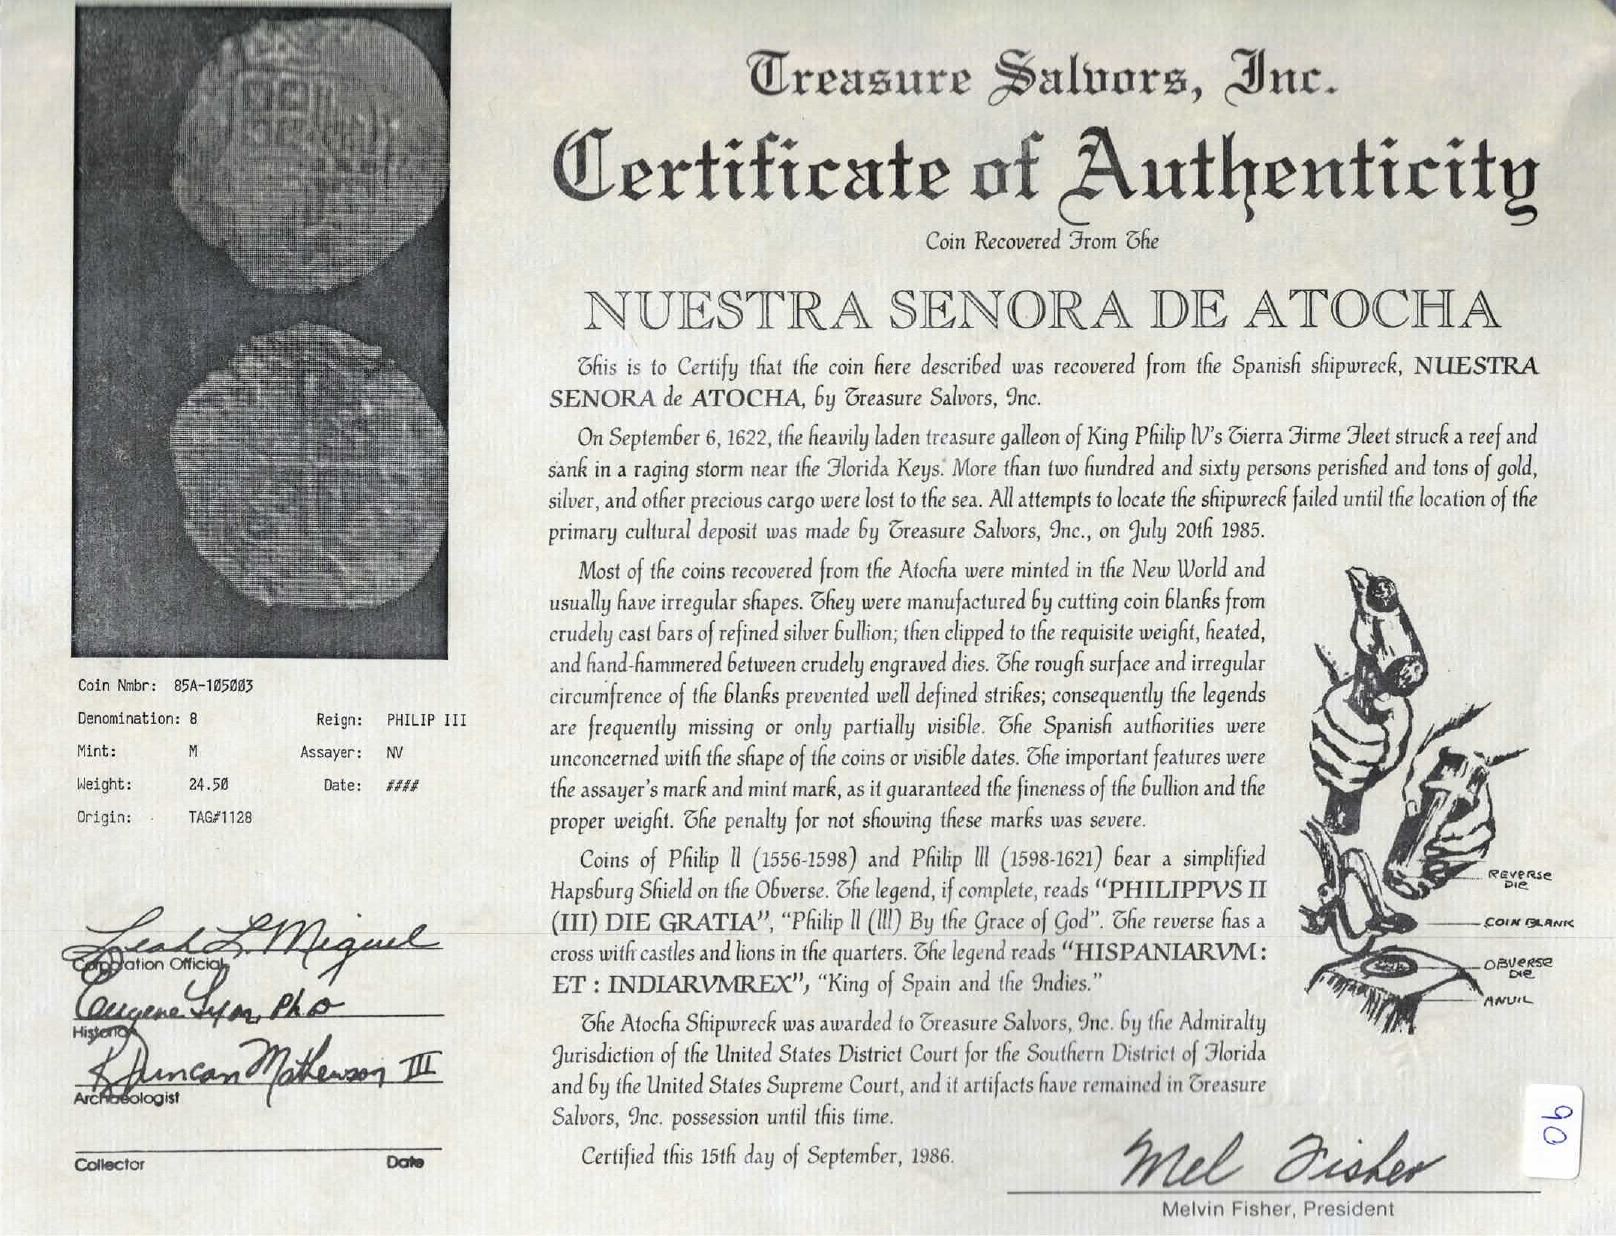 Treasure Salvors, Inc.
Certificate of Authenticity
Coin Recovered From The
NUESTRA SENORA DE ATOCHA
This is to Certify that the coin here described was recovered from the Spanish shipwreck, NUESTRA
SENORA de ATOCHA, by Treasure Salvors, Inc.
On September 6, 1622, the heavily laden treasure galleon of King Philip IV's Tierra Firme Fleet struck a reef and
sank in a raging storm near the Florida Keys. More than two hundred and sixty persons perished and tons of gold,
silver, and other precious cargo were lost to the sea. All attempts to locate the shipwreck failed until the location of the
primary cultural deposit was made by Treasure Salvors, Inc., on July 20th 1985.
Most of the coins recovered from the Atocha were minted in the New World and
usually have irregular shapes. They were manufactured by cutting coin blanks from
crudely cast bars of refined silver bullion; then clipped to the requisite weight, heated,
and hand-hammered between crudely engraved dies. The rough surface and irregular
circumfrence of the blanks prevented well defined strikes; consequently the legends
are frequently missing or only partially visible. The Spanish authorities were
unconcerned with the shape of the coins or visible dates. The important features were
the assayer's mark and mint mark, as it guaranteed the fineness of the bullion and the
proper weight. The penalty for not showing these marks was severe.
Coins of Philip II (1556-1598) and Philip III (1598-1621) bear a simplified
Hapsburg Shield on the Obverse. The legend, if complete, reads "PHILIPPVS II
(III) DIE GRATIA", "Philip II (III) By the Grace of God". The reverse has a
cross with castles and lions in the quarters. The legend reads "HISPANIARVM :
ET : INDIARVMREX", "King of Spain and the Indies."
The Atocha Shipwreck was awarded to Treasure Salvors, Inc. by the Admiralty
Jurisdiction of the United States District Court for the Southern District of Florida
and by the United States Supreme Court, and it artifacts have remained in Treasure
Salvors, Inc. possession until this time.
Certified this 15th day of September, 1986.
REVERSE
DIE
COIN BLANK
OBVERSE
DIE
ANVIL
Mel Fisher
Melvin Fisher, President
90
Coin Nmbr: 85A-105003
Denomination: 8 Reign: PHILIP III
Mint: M Assayer: NV
Weight: 24.50 Date: ####
Origin: TAG#1128
Leah L. Miguel
Corporation Official
Eugene Lyon, Ph D
Historian
R Duncan Mathewson III
Archaeologist
Collector Date